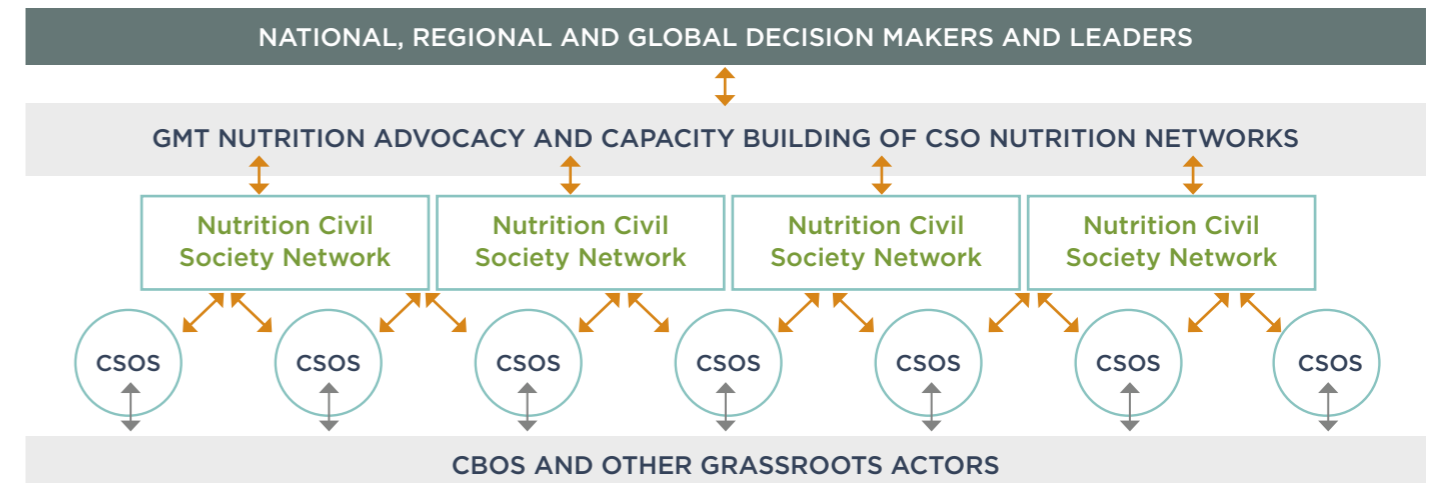 NATIONAL, REGIONAL AND GLOBAL DECISION MAKERS AND LEADERS
GMT NUTRITION ADVOCACY AND CAPACITY BUILDING OF CSO NUTRITION NETWORKS
Nutrition Civil
Society Network
Nutrition Civil
Society Network
Nutrition Civil
Society Network
Nutrition Civil
Society Network
CSOS
CSOS
CSOS
CSOS
CSOS
CSOS
CSOS
CBOS AND OTHER GRASSROOTS ACTORS